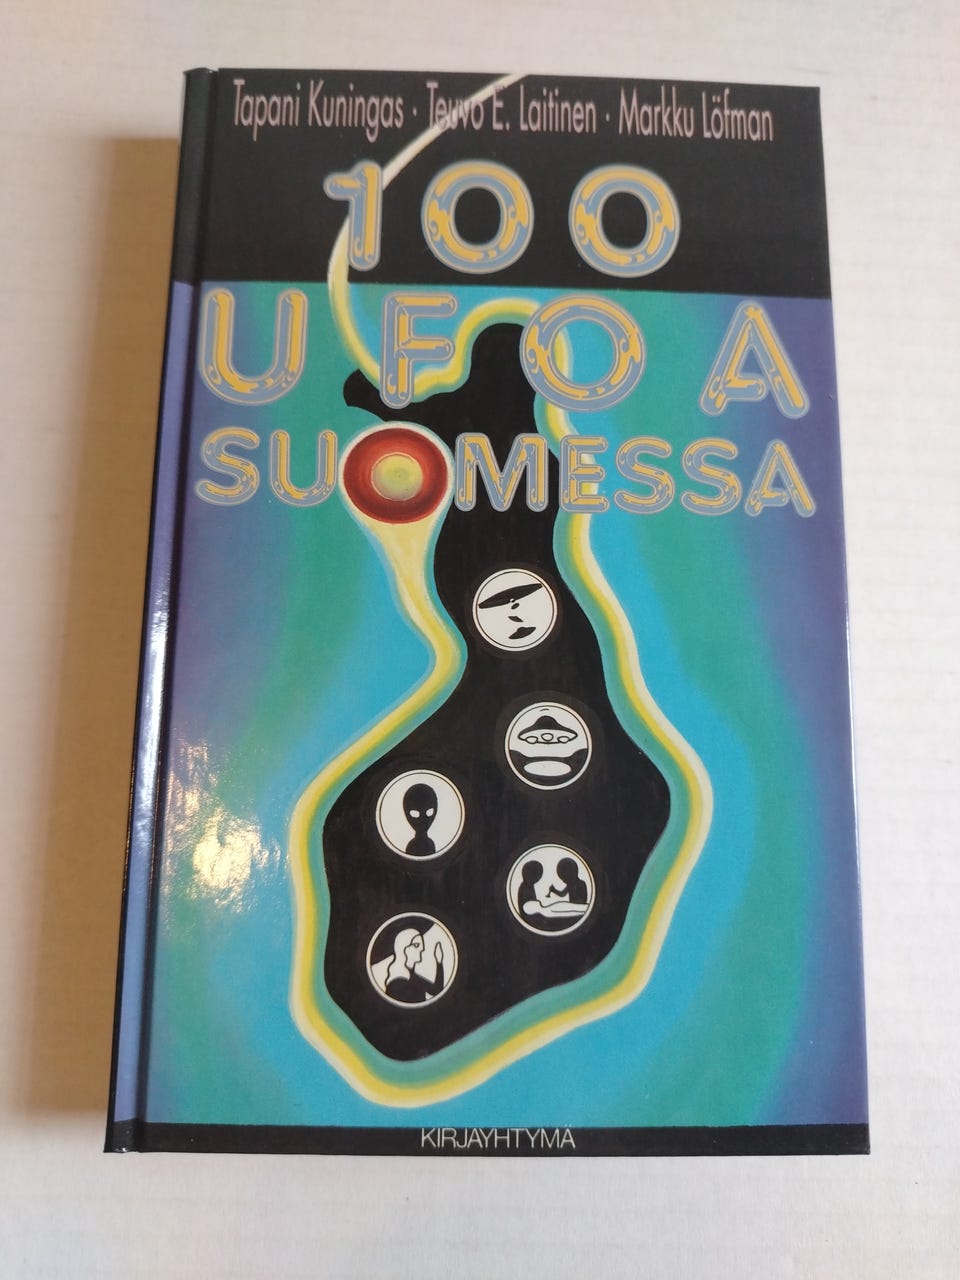 Tapani Kuningas · Teuvo E. Laitinen · Markku Löfman
100
UFOA
SUOMESSA
KIRJAYHTYMÄ